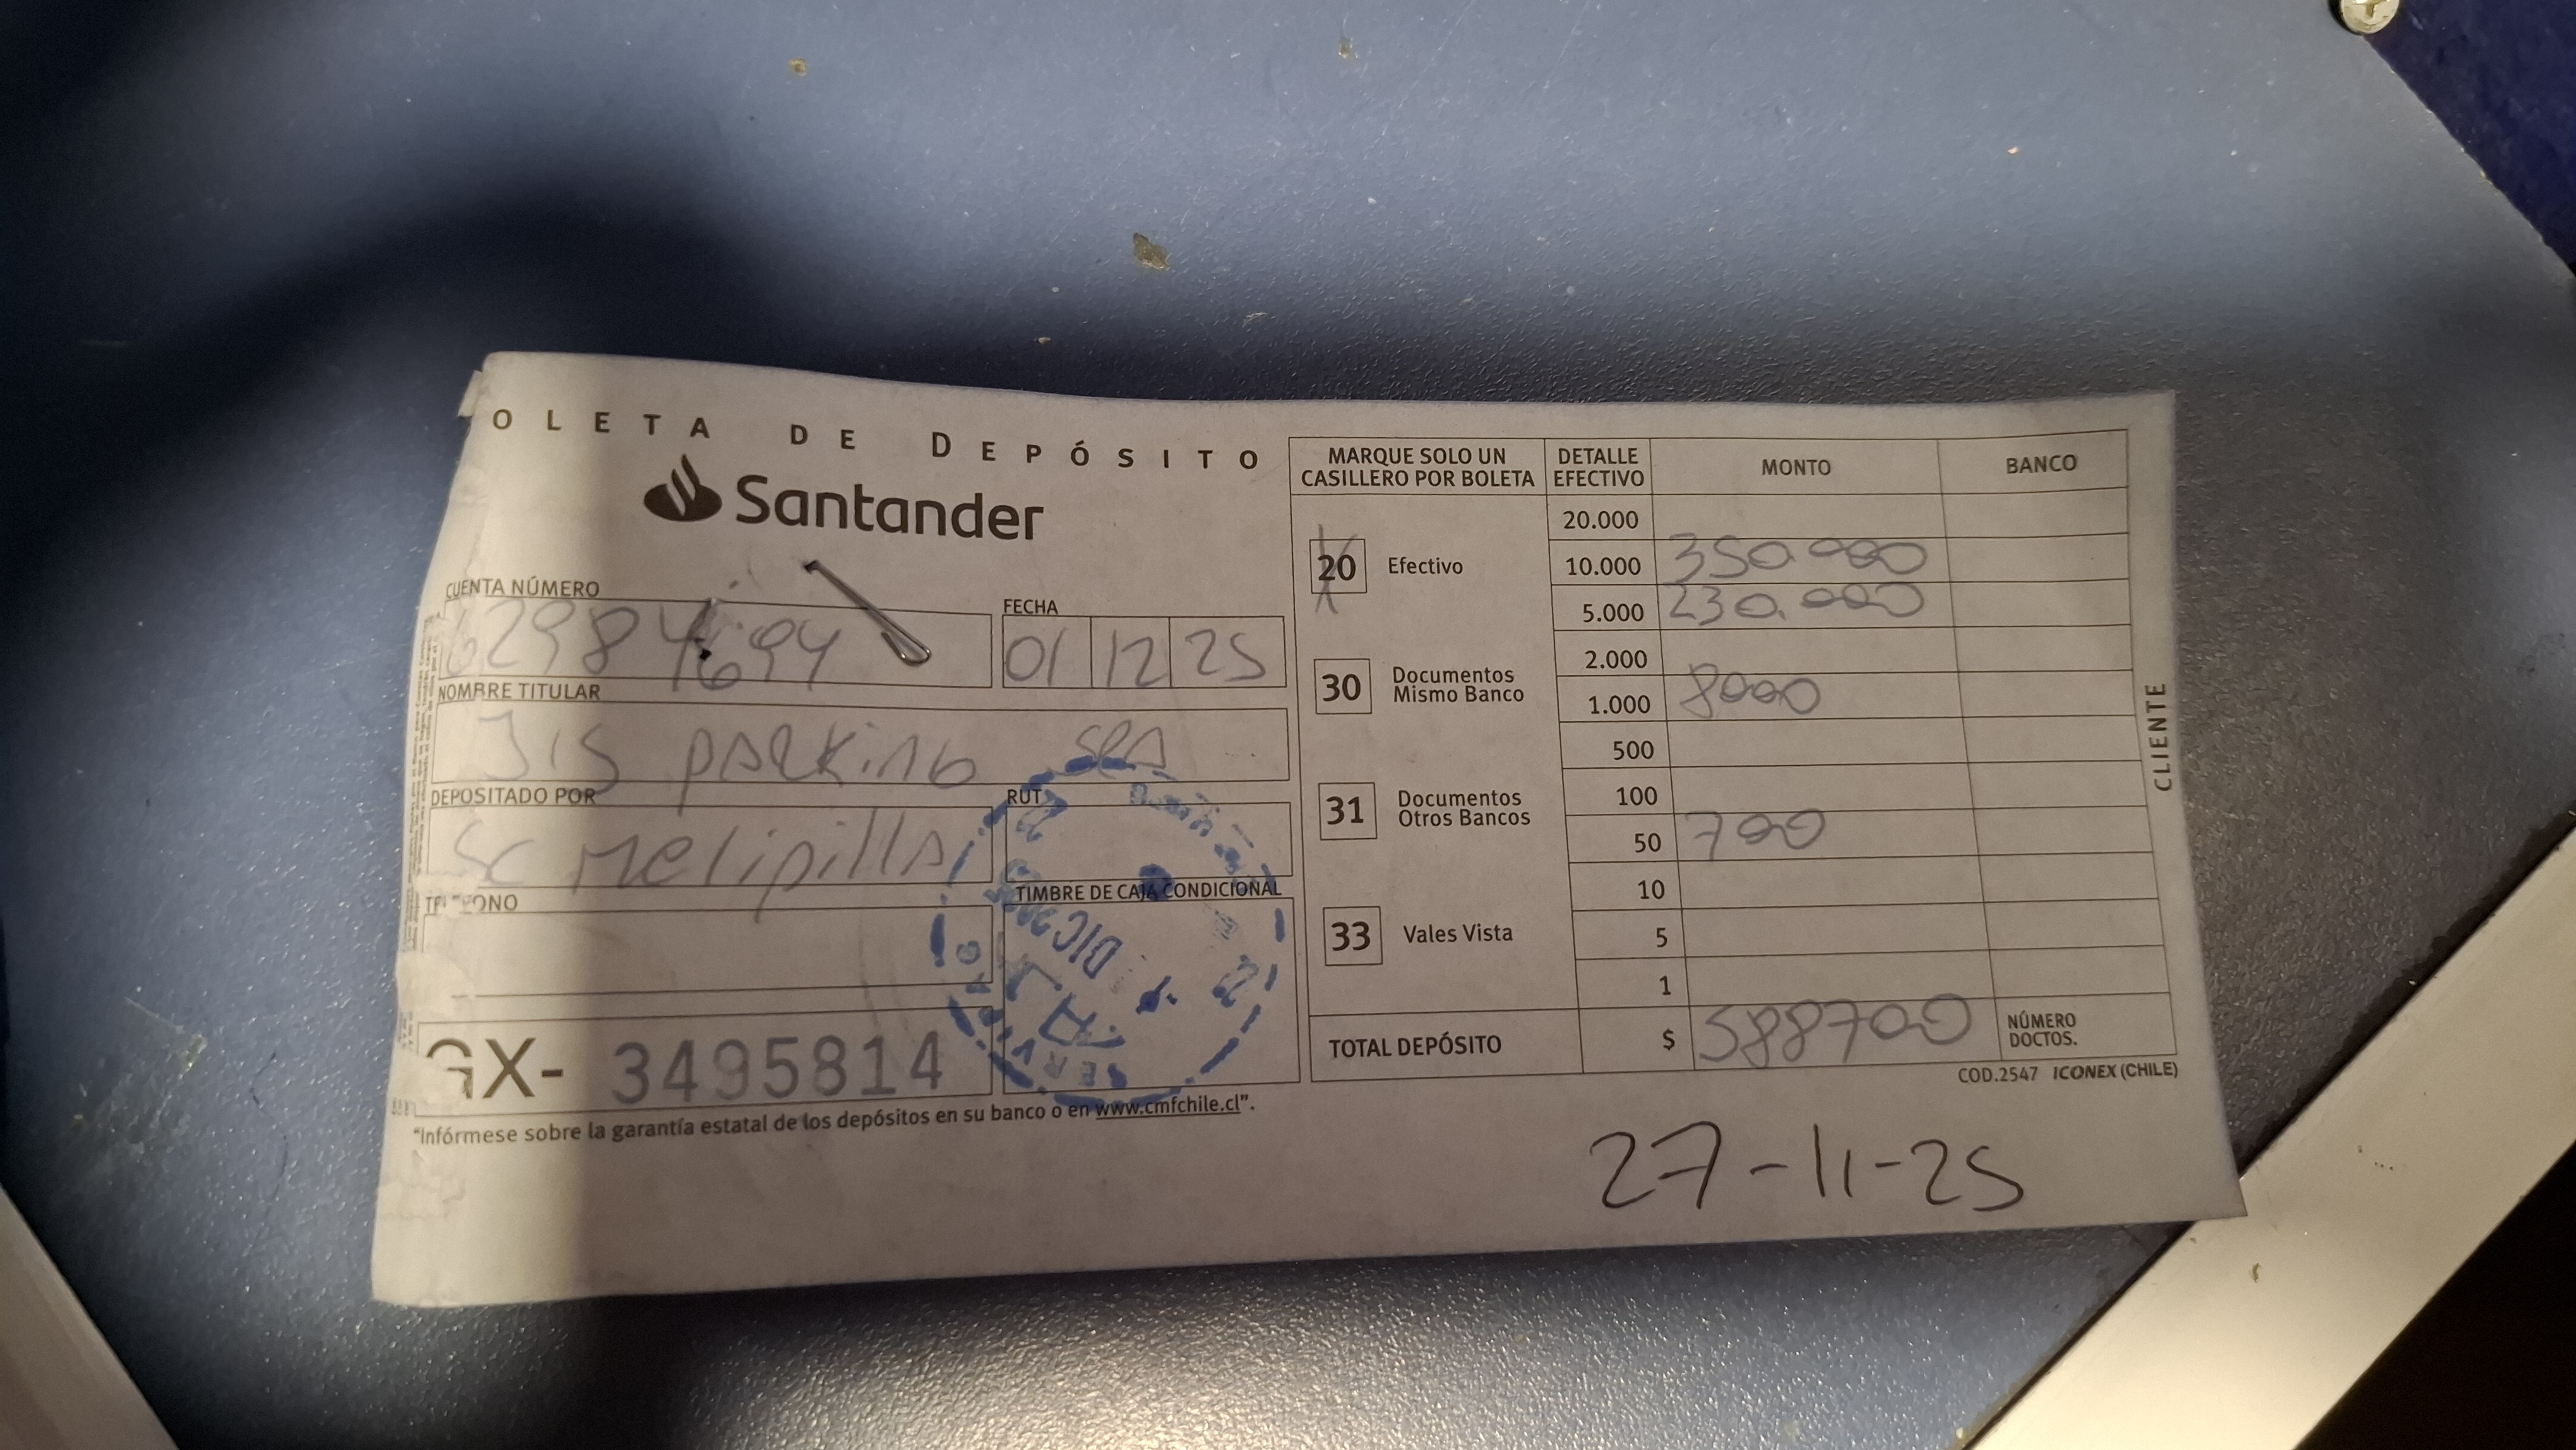 OLETA DE DEPÓSITO
Santander
CUENTA NÚMERO
62984694
FECHA
01 12 25
NOMBRE TITULAR
Jis parking spa
DEPOSITADO POR
SC Melipilla
RUT
TIMBRE DE CAJA CONDICIONAL
DIC 2025
GX- 3495814
"Infórmese sobre la garantía estatal de los depósitos en su banco o en www.cmfchile.cl".
MARQUE SOLO UN CASILLERO POR BOLETA
20 Efectivo
30 Documentos Mismo Banco
31 Documentos Otros Bancos
33 Vales Vista
DETALLE EFECTIVO MONTO BANCO
20.000
10.000 350.000
5.000 230.000
2.000
1.000 8000
500
100
50 700
10
5
1
TOTAL DEPÓSITO $ 588700 NÚMERO DOCTOS.
CLIENTE
COD.2547 ICONEX (CHILE)
27-11-25